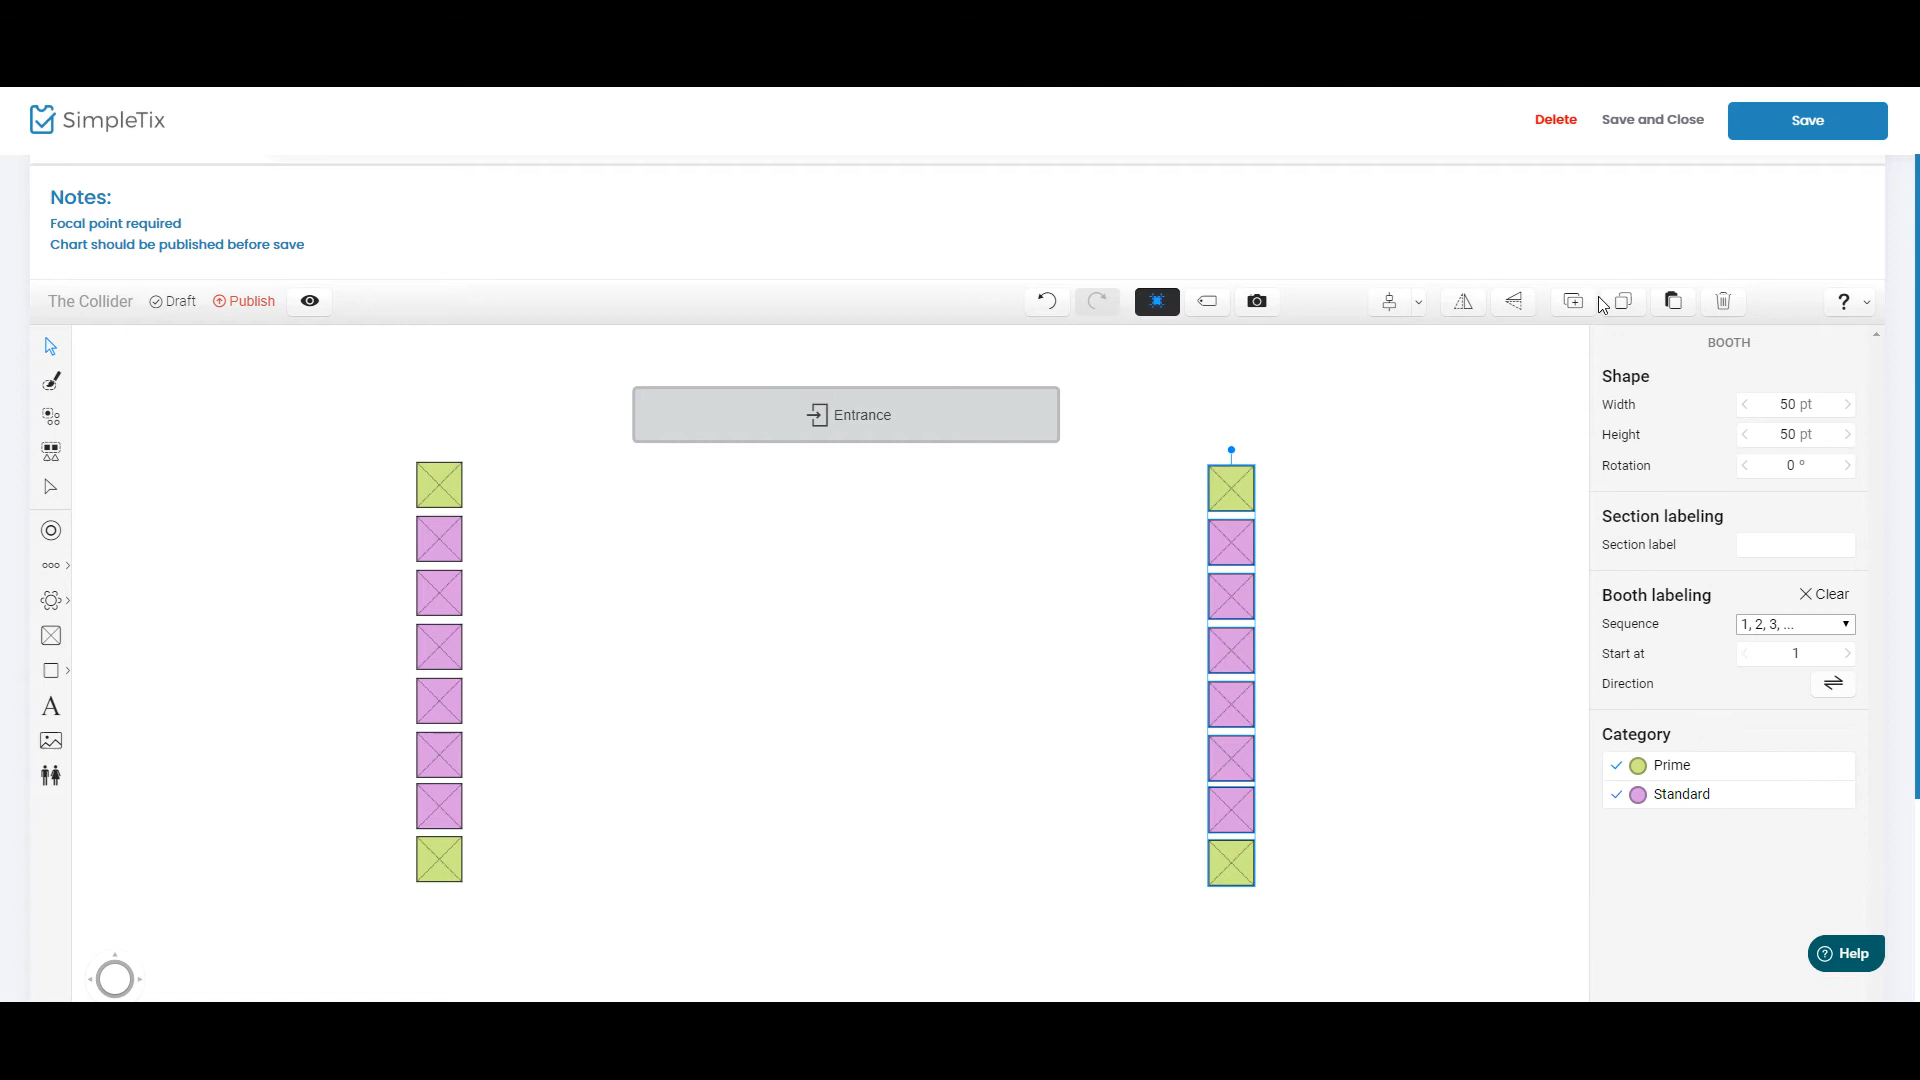 SimpleTix
Delete
Save and Close
Save
Notes:
Focal point required
Chart should be published before save
The Collider
Draft
Publish
?
Entrance
BOOTH
Shape
Width
50 pt
Height
50 pt
Rotation
0 °
Section labeling
Section label
Booth labeling
Clear
Sequence
1, 2, 3, ...
Start at
1
Direction
Category
Prime
Standard
A
? Help